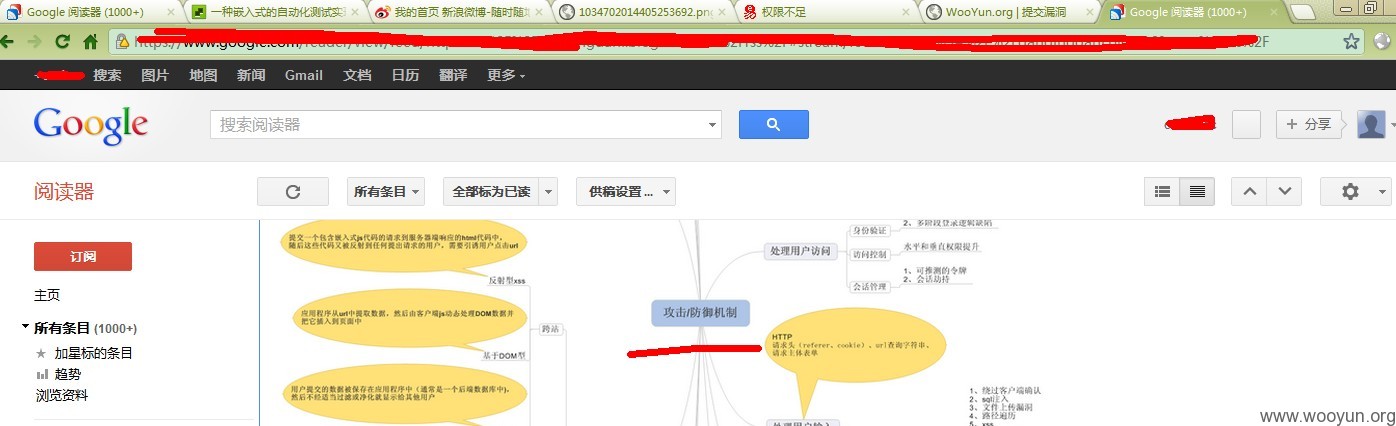 Google 阅读器 (1000+)
一种嵌入式的自动化测试实
我的首页 新浪微博-随时随地
1034702014405253692.png
权限不足
WooYun.org | 提交漏洞
Google 阅读器 (1000+)
搜索 图片 地图 新闻 Gmail 文档 日历 翻译 更多
Google
搜索阅读器
+ 分享
阅读器
所有条目
全部标为已读
供稿设置 ...
订阅
主页
所有条目 (1000+)
加星标的条目
趋势
浏览资料
提交一个包含嵌入式js代码的请求到服务器端响应的html代码中,
随后这些代码又被反射到任何提出请求的用户, 需要引诱用户点击url
反射型xss
应用程序从url中提取数据, 然后由客户端js动态处理DOM数据并
把它插入到页面中
跨站
基于DOM型
用户提交的数据被保存在应用程序中 (通常是一个后端数据库中),
然后不经适当过滤或净化就显示给其他用户
攻击/防御机制
处理用户访问
身份验证
2、多阶段登录逻辑缺陷
访问控制
水平和垂直权限提升
会话管理
1、可推测的令牌
2、会话劫持
HTTP
请求头 (referer、cookie) 、url查询字符串、
请求主体表单
处理用户输入
1、绕过客户端确认
2、sql注入
3、文件上传漏洞
4、路径遍历
5、xss
www.wooyun.org